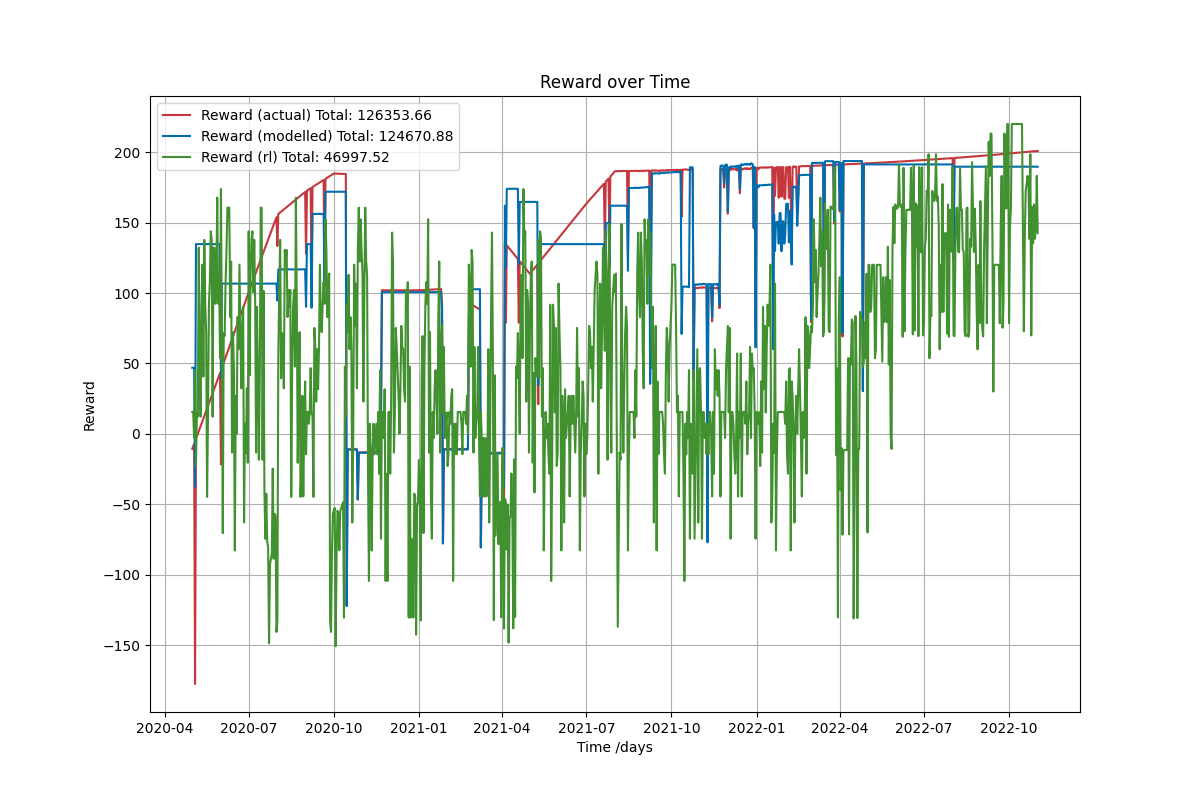 Reward over Time
Reward (actual) Total: 126353.66
Reward (modelled) Total: 124670.88
Reward (rl) Total: 46997.52
Reward
200
150
100
50
0
−50
−100
−150
2020-04 2020-07 2020-10 2021-01 2021-04 2021-07 2021-10 2022-01 2022-04 2022-07 2022-10
Time /days